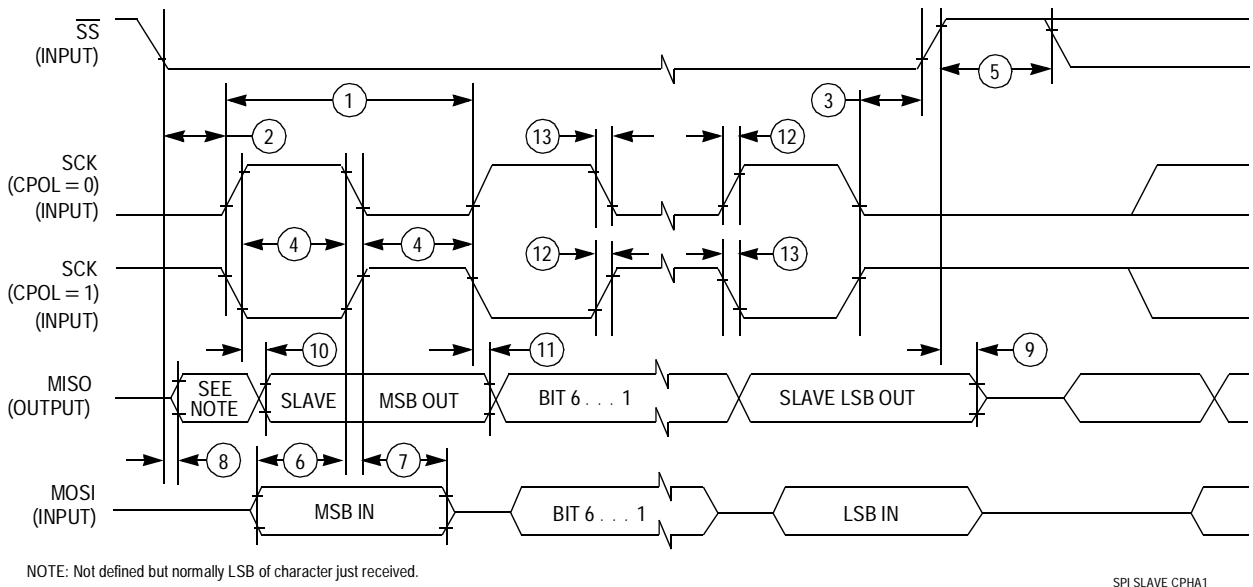 SS
(INPUT)
5
1
3
2
13
12
SCK
(CPOL = 0)
(INPUT)
4
4
12
13
SCK
(CPOL = 1)
(INPUT)
10
11
9
MISO
(OUTPUT)
SEE
NOTE
SLAVE
MSB OUT
BIT 6 . . . 1
SLAVE LSB OUT
8
6
7
MOSI
(INPUT)
MSB IN
BIT 6 . . . 1
LSB IN
NOTE: Not defined but normally LSB of character just received.
SPI SLAVE CPHA1